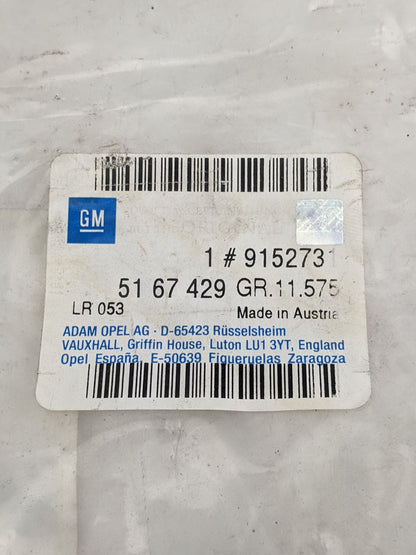 GM
1 # 9152731
51 67 429 GR.11.575
LR 053 Made in Austria
ADAM OPEL AG · D-65423 Rüsselsheim
VAUXHALL, Griffin House, Luton LU1 3YT, England
Opel España, E-50639 Figueruelas Zaragoza